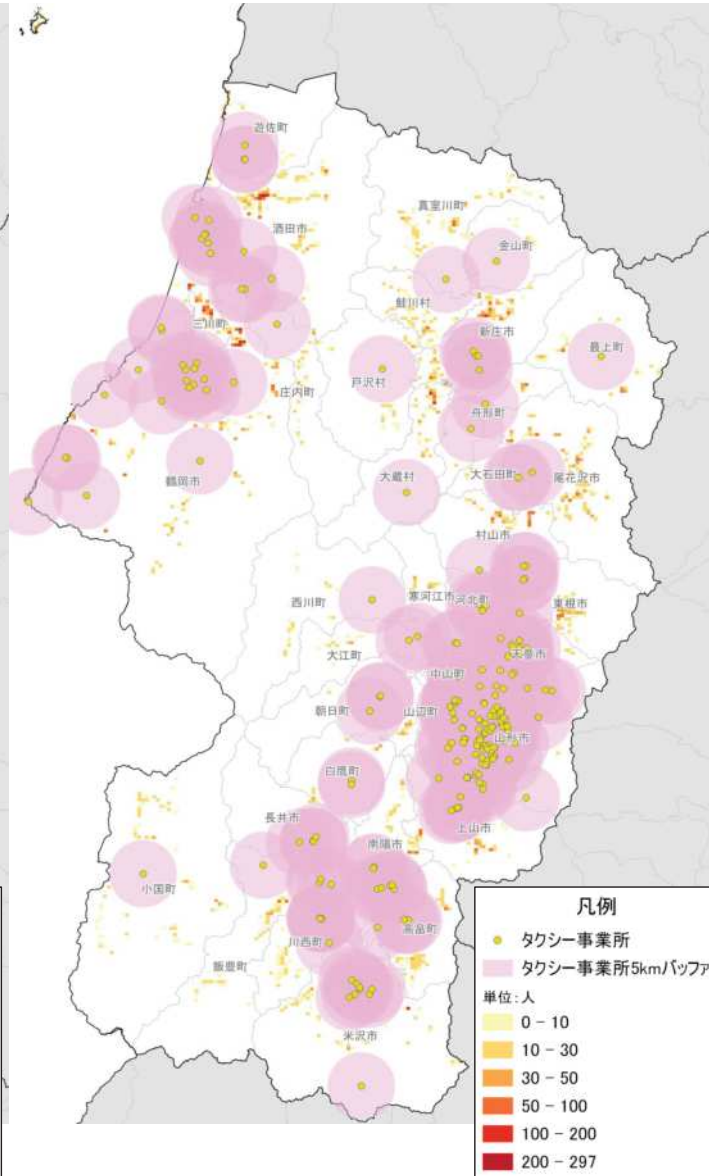 遊佐町
酒田市
真室川町
金山町
鮭川村
三川町
新庄市
最上町
戸沢村
庄内町
舟形町
鶴岡市
大蔵村
大石田町
尾花沢市
村山市
西川町
寒河江市
河北町
東根市
大江町
天童市
中山町
朝日町
山辺町
山形市
白鷹町
長井市
上山市
南陽市
小国町
高畠町
川西町
飯豊町
米沢市
凡例
タクシー事業所
タクシー事業所5kmバッファ
単位:人
0 - 10
10 - 30
30 - 50
50 - 100
100 - 200
200 - 297